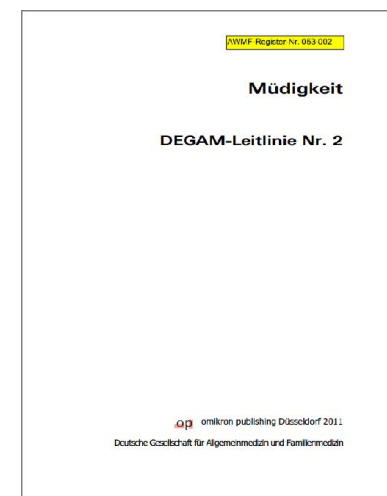 AWMF-Register Nr. 053-002
Müdigkeit
DEGAM-Leitlinie Nr. 2
op omikron publishing Düsseldorf 2011
Deutsche Gesellschaft für Allgemeinmedizin und Familienmedizin